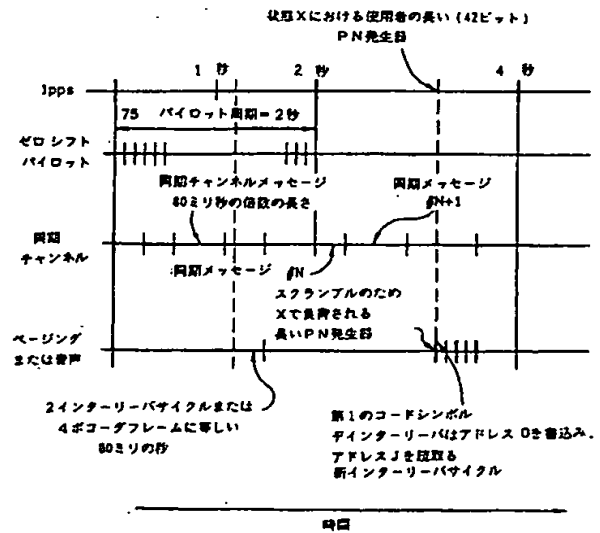 状態Xにおける使用者の長い(42ビット)
PN発生器
1 秒
2 秒
4 秒
1pps
75 パイロット周期=2秒
ゼロシフト
パイロット
同期チャンネルメッセージ
80ミリ秒の倍数の長さ
同期メッセージ
#N+1
同期
チャンネル
同期メッセージ #N
スクランブルのため
Xで負荷される
長いPN発生器
ページング
または音声
2インターリーバサイクルまたは
4ボコーダフレームに等しい
80ミリの秒
第1のコードシンボル
デインターリーバはアドレス0を書込み、
アドレスJを読取る
新インターリーバサイクル
時間